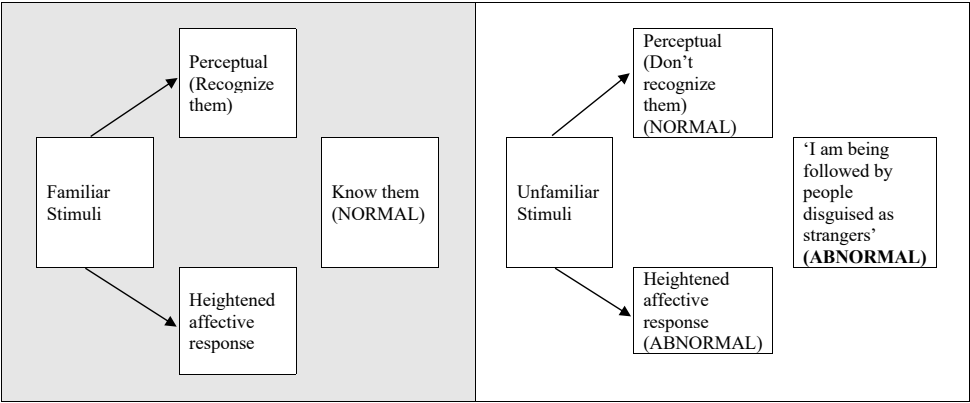 Perceptual
(Recognize
them)
Familiar
Stimuli
Know them
(NORMAL)
Heightened
affective
response
Perceptual
(Don’t
recognize
them)
(NORMAL)
Unfamiliar
Stimuli
‘I am being
followed by
people
disguised as
strangers’
(ABNORMAL)
Heightened
affective
response
(ABNORMAL)